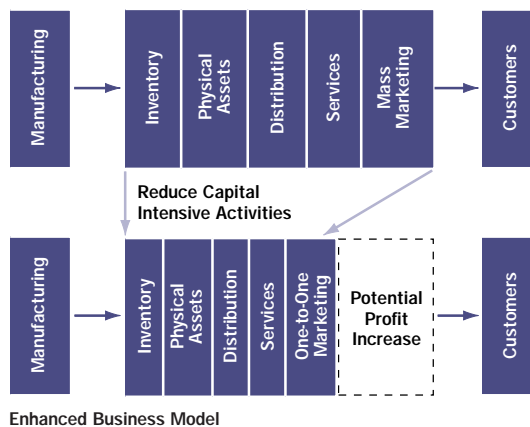 Manufacturing
Inventory
Physical
Assets
Distribution
Services
Mass
Marketing
Customers
Reduce Capital
Intensive Activities
Manufacturing
Inventory
Physical
Assets
Distribution
Services
One-to-One
Marketing
Potential
Profit
Increase
Customers
Enhanced Business Model